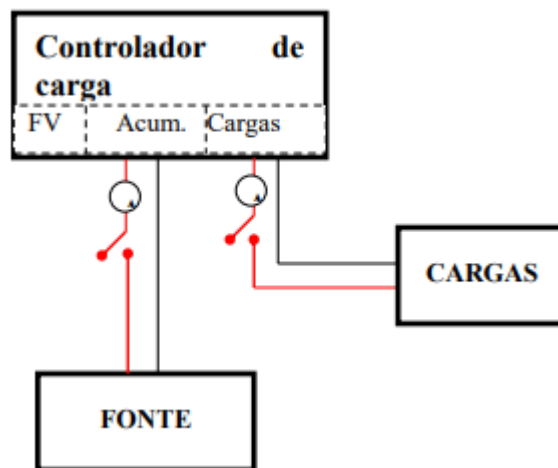 Controlador de
carga
FV Acum. Cargas
CARGAS
FONTE